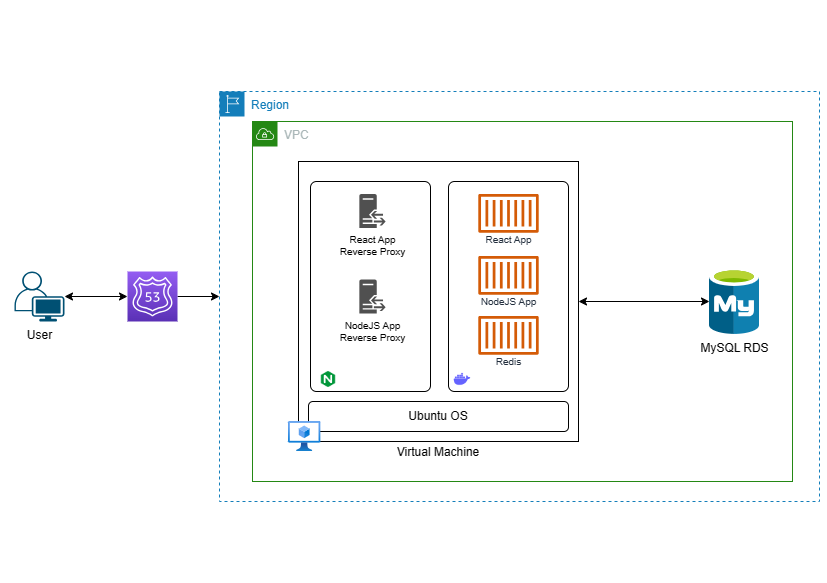 Region
VPC
React App
Reverse Proxy
NodeJS App
Reverse Proxy
N
React App
NodeJS App
Redis
Ubuntu OS
Virtual Machine
User
53
My
MySQL RDS